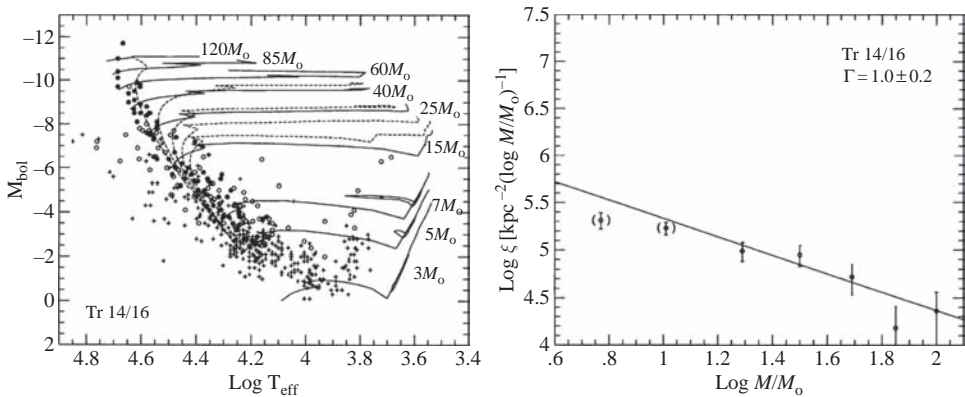 −12
−10
−8
−6
−4
−2
0
2
M_bol
4.8
4.6
4.4
4.2
4
3.8
3.6
3.4
Log T_eff
120M_o
85M_o
60M_o
40M_o
25M_o
15M_o
7M_o
5M_o
3M_o
Tr 14/16
7.5
7
6.5
6
5.5
5
4.5
4
Log ξ [kpc⁻² (log M/M_o)⁻¹]
Tr 14/16
Γ = 1.0 ± 0.2
.6
.8
1
1.2
1.4
1.6
1.8
2
Log M/M_o